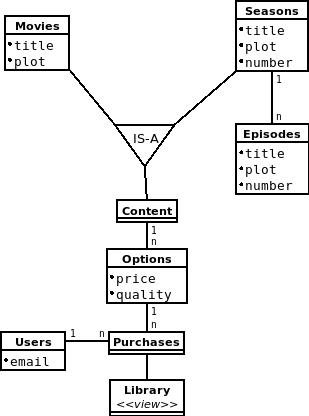 Movies
title
plot
Seasons
title
plot
number
1
n
Episodes
title
plot
number
IS-A
Content
1
n
Options
price
quality
1
n
Users
email
1
n
Purchases
Library
<<view>>